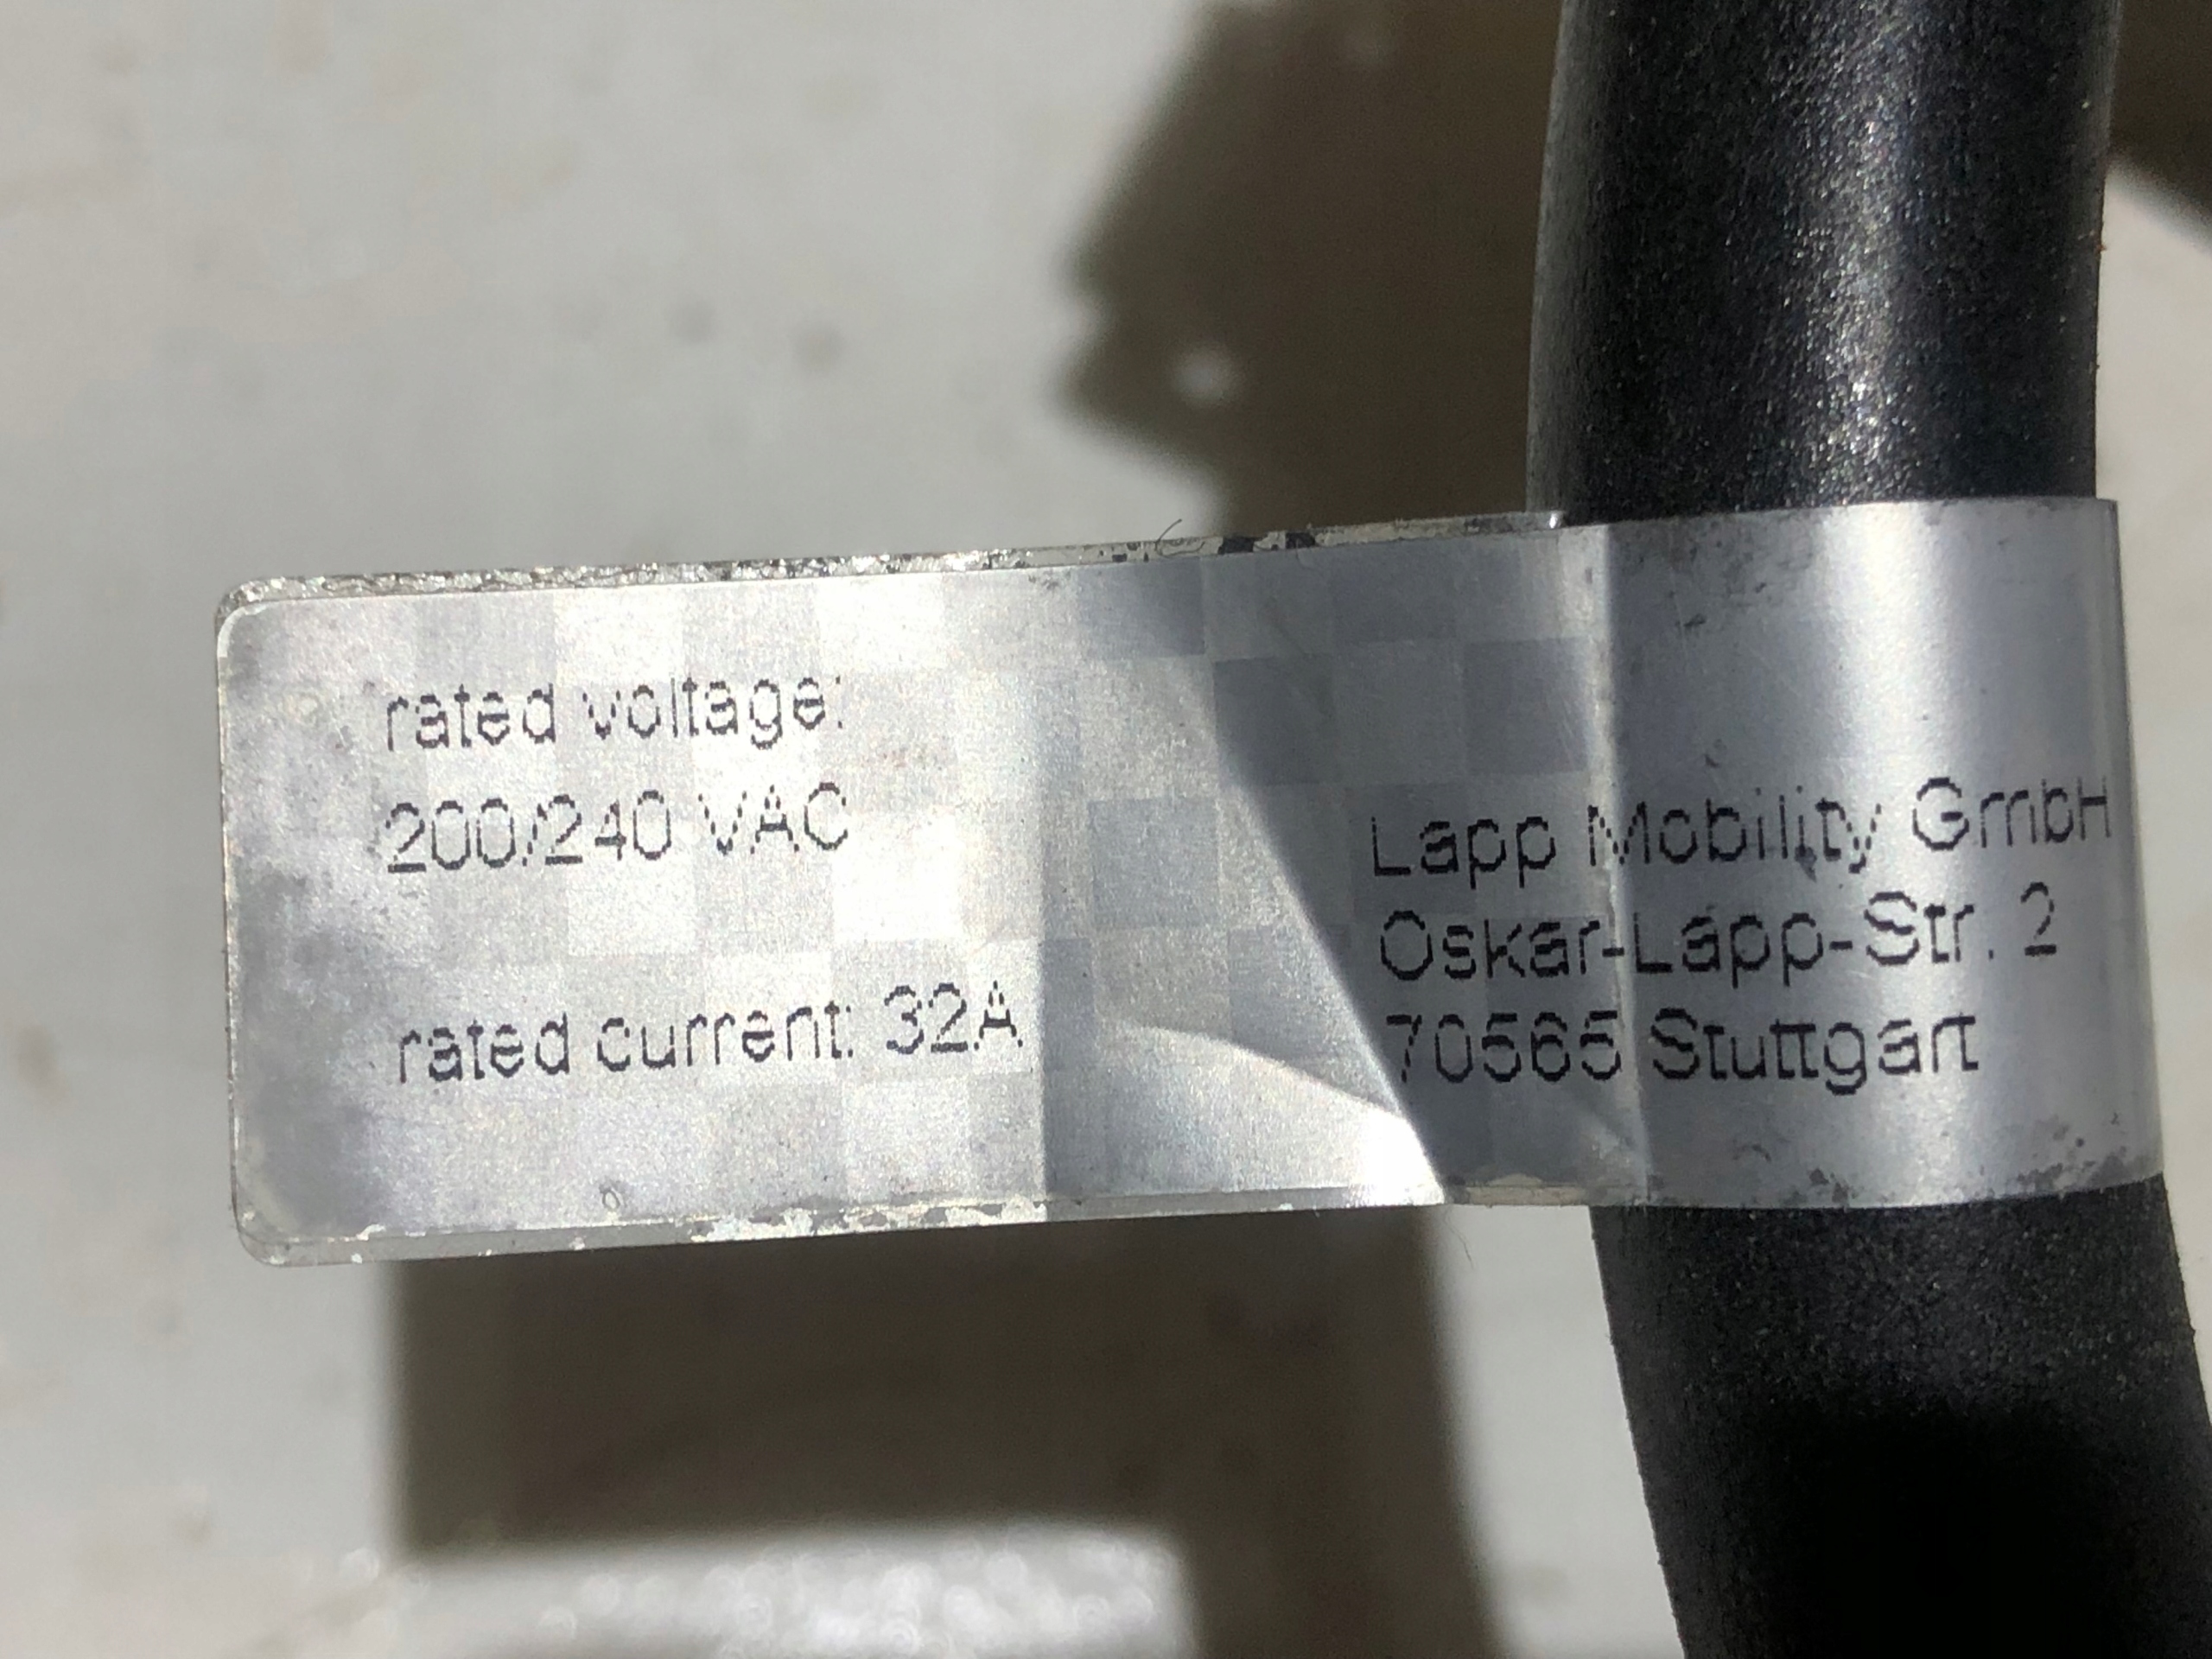 rated voltage:
200/240 VAC
rated current: 32A
Lapp Mobility GmbH
Oskar-Lapp-Str. 2
70565 Stuttgart